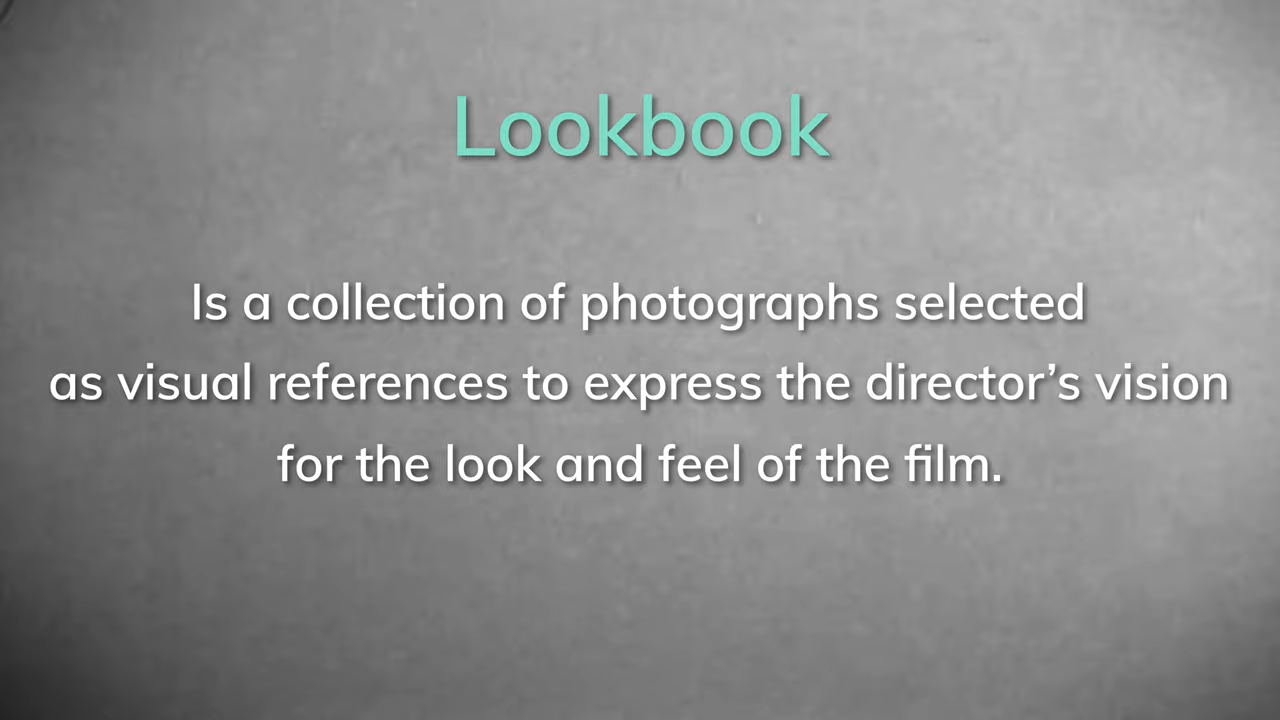 Lookbook
Is a collection of photographs selected
as visual references to express the director’s vision
for the look and feel of the film.